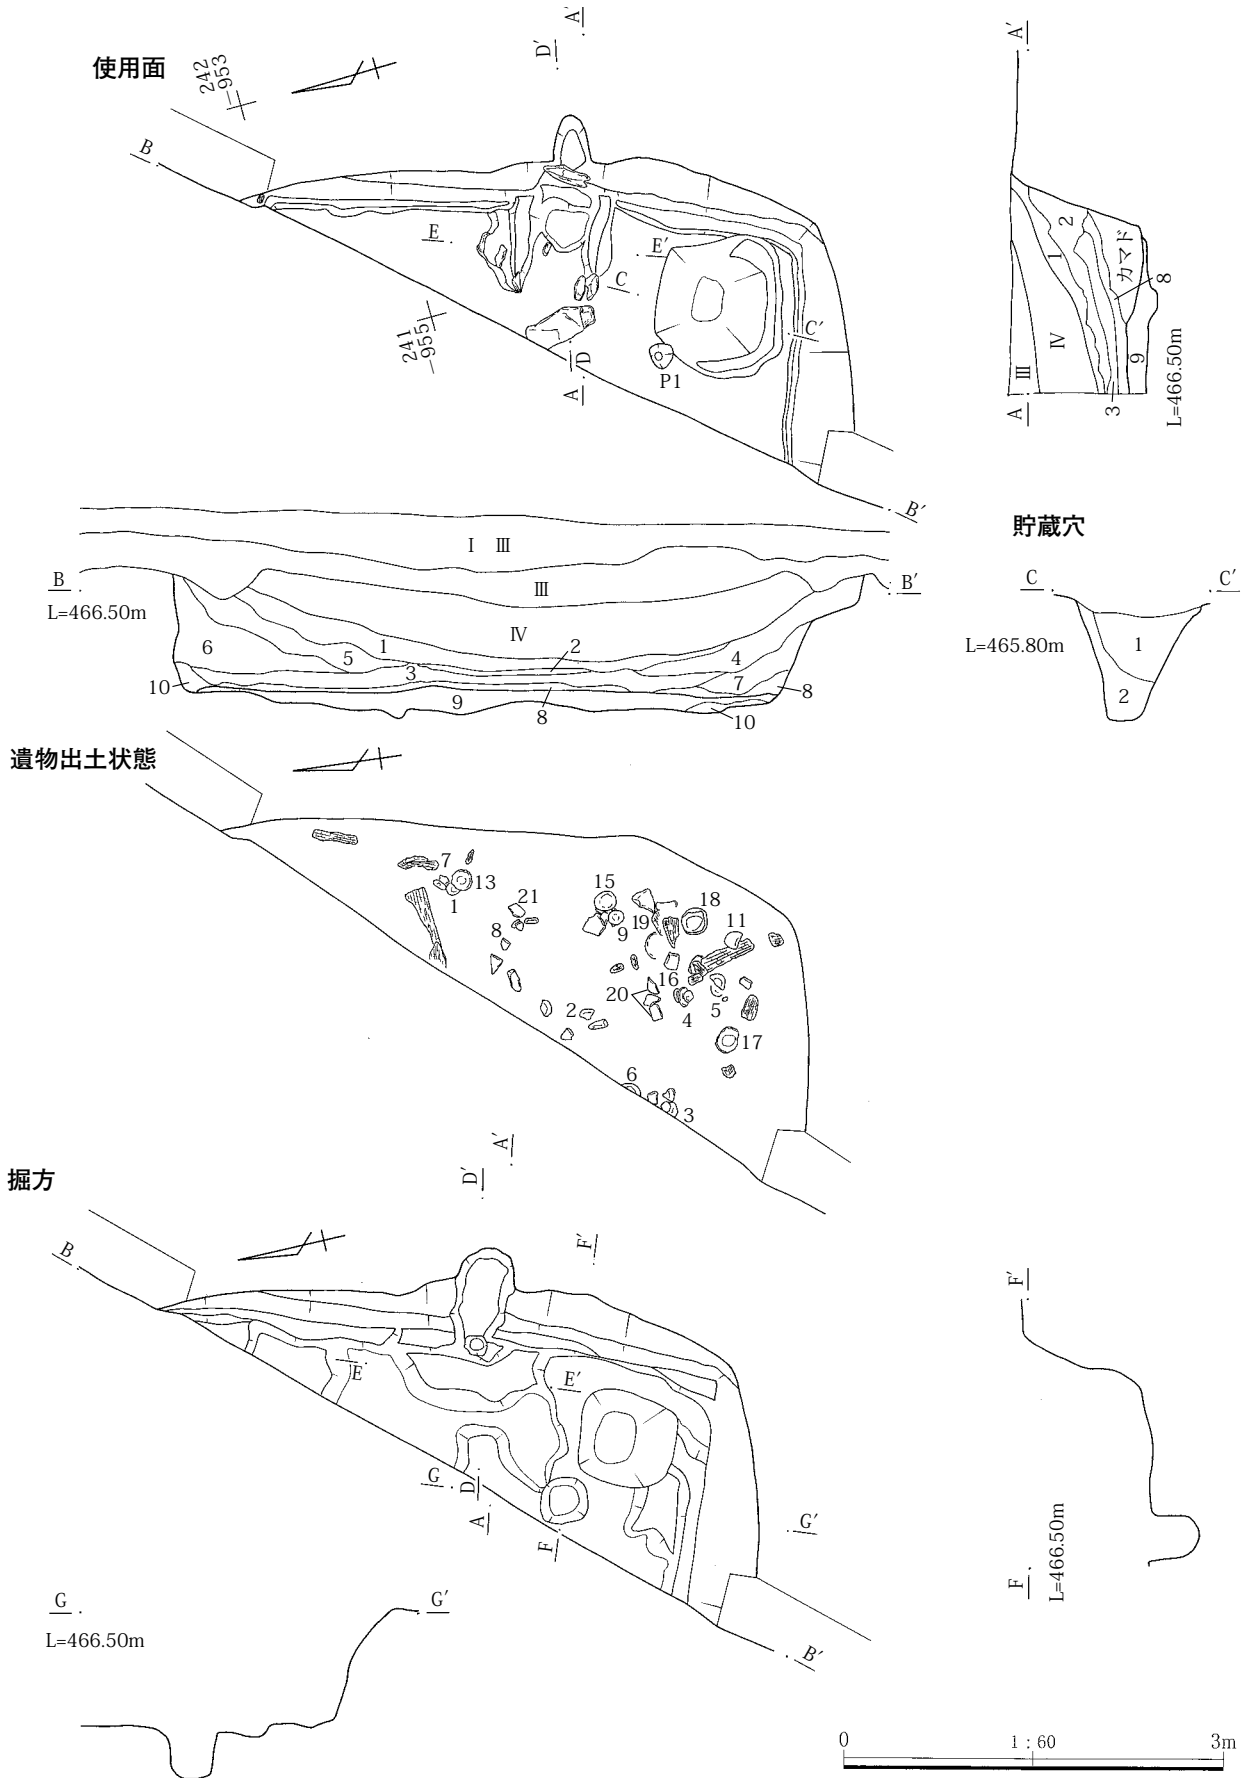 使用面
242
−953
A′
D′
B
E
E′
C
C′
241
−955
D
A
P1
B′
A′
2
1
カマド
8
Ⅳ
Ⅲ
9
3
A
L=466.50m
B
L=466.50m
Ⅰ Ⅲ
Ⅲ
B′
Ⅳ
6
5
1
2
3
4
7
10
8
9
8
10
貯蔵穴
C
C′
L=465.80m
1
2
遺物出土状態
7
13
1
21
8
15
9
19
18
11
16
20
4
5
2
17
6
3
掘方
A′
D′
F′
B
E
E′
G
D
A
F
G′
B′
F′
F
L=466.50m
G
G′
L=466.50m
0
1：60
3m